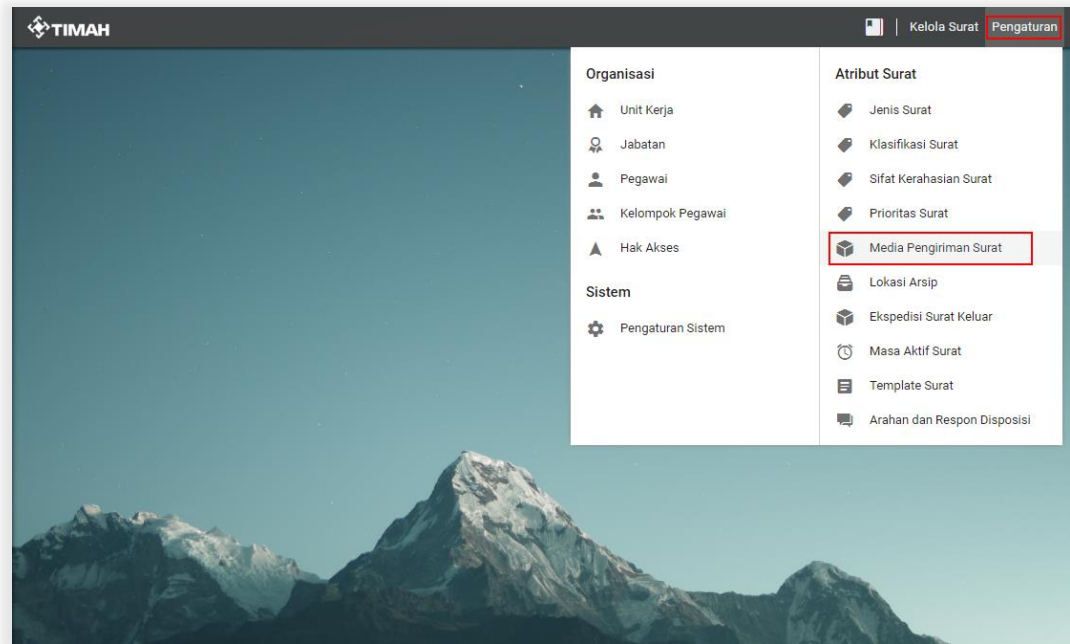 TIMAH
Kelola Surat Pengaturan
Organisasi
Unit Kerja
Jabatan
Pegawai
Kelompok Pegawai
Hak Akses
Sistem
Pengaturan Sistem
Atribut Surat
Jenis Surat
Klasifikasi Surat
Sifat Kerahasian Surat
Prioritas Surat
Media Pengiriman Surat
Lokasi Arsip
Ekspedisi Surat Keluar
Masa Aktif Surat
Template Surat
Arahan dan Respon Disposisi